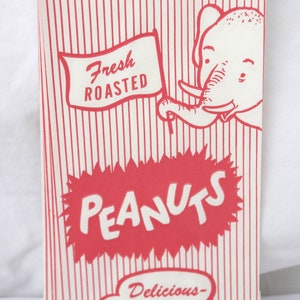 Fresh
ROASTED
PEANUTS
Delicious-